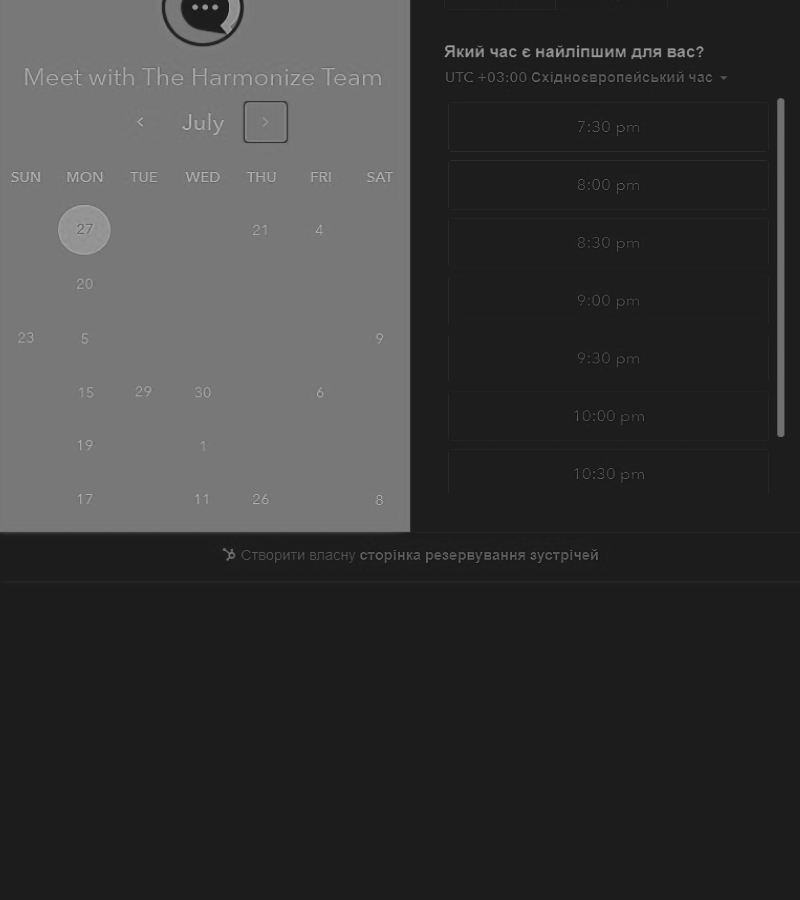 Meet with The Harmonize Team
July
SUN MON TUE WED THU FRI SAT
27 21 4
20
23 5 9
15 29 30 6
19 1
17 11 26 8
Який час є найліпшим для вас?
UTC +03:00 Східноєвропейський час
7:30 pm
8:00 pm
8:30 pm
9:00 pm
9:30 pm
10:00 pm
10:30 pm
Створити власну сторінка резервування зустрічей